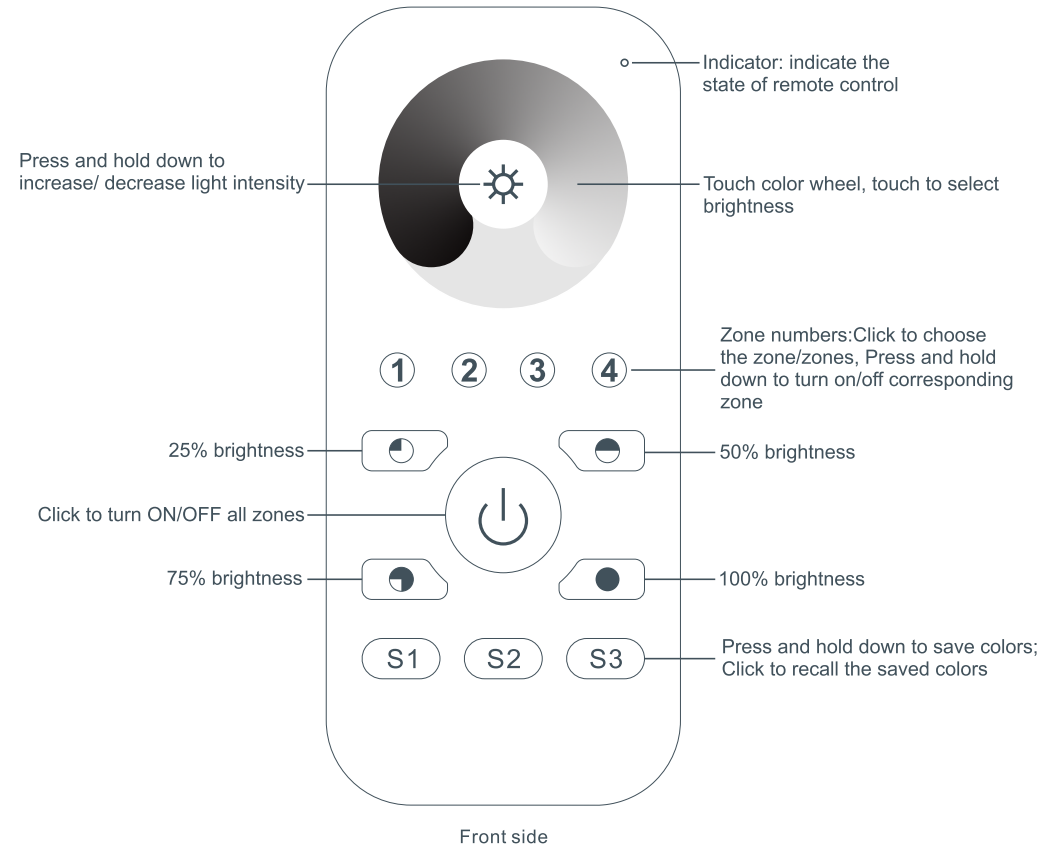 Indicator: indicate the
state of remote control
Press and hold down to
increase/ decrease light intensity
Touch color wheel, touch to select
brightness
Zone numbers:Click to choose
the zone/zones, Press and hold
down to turn on/off corresponding
zone
1 2 3 4
25% brightness
50% brightness
Click to turn ON/OFF all zones
75% brightness
100% brightness
S1 S2 S3
Press and hold down to save colors;
Click to recall the saved colors
Front side